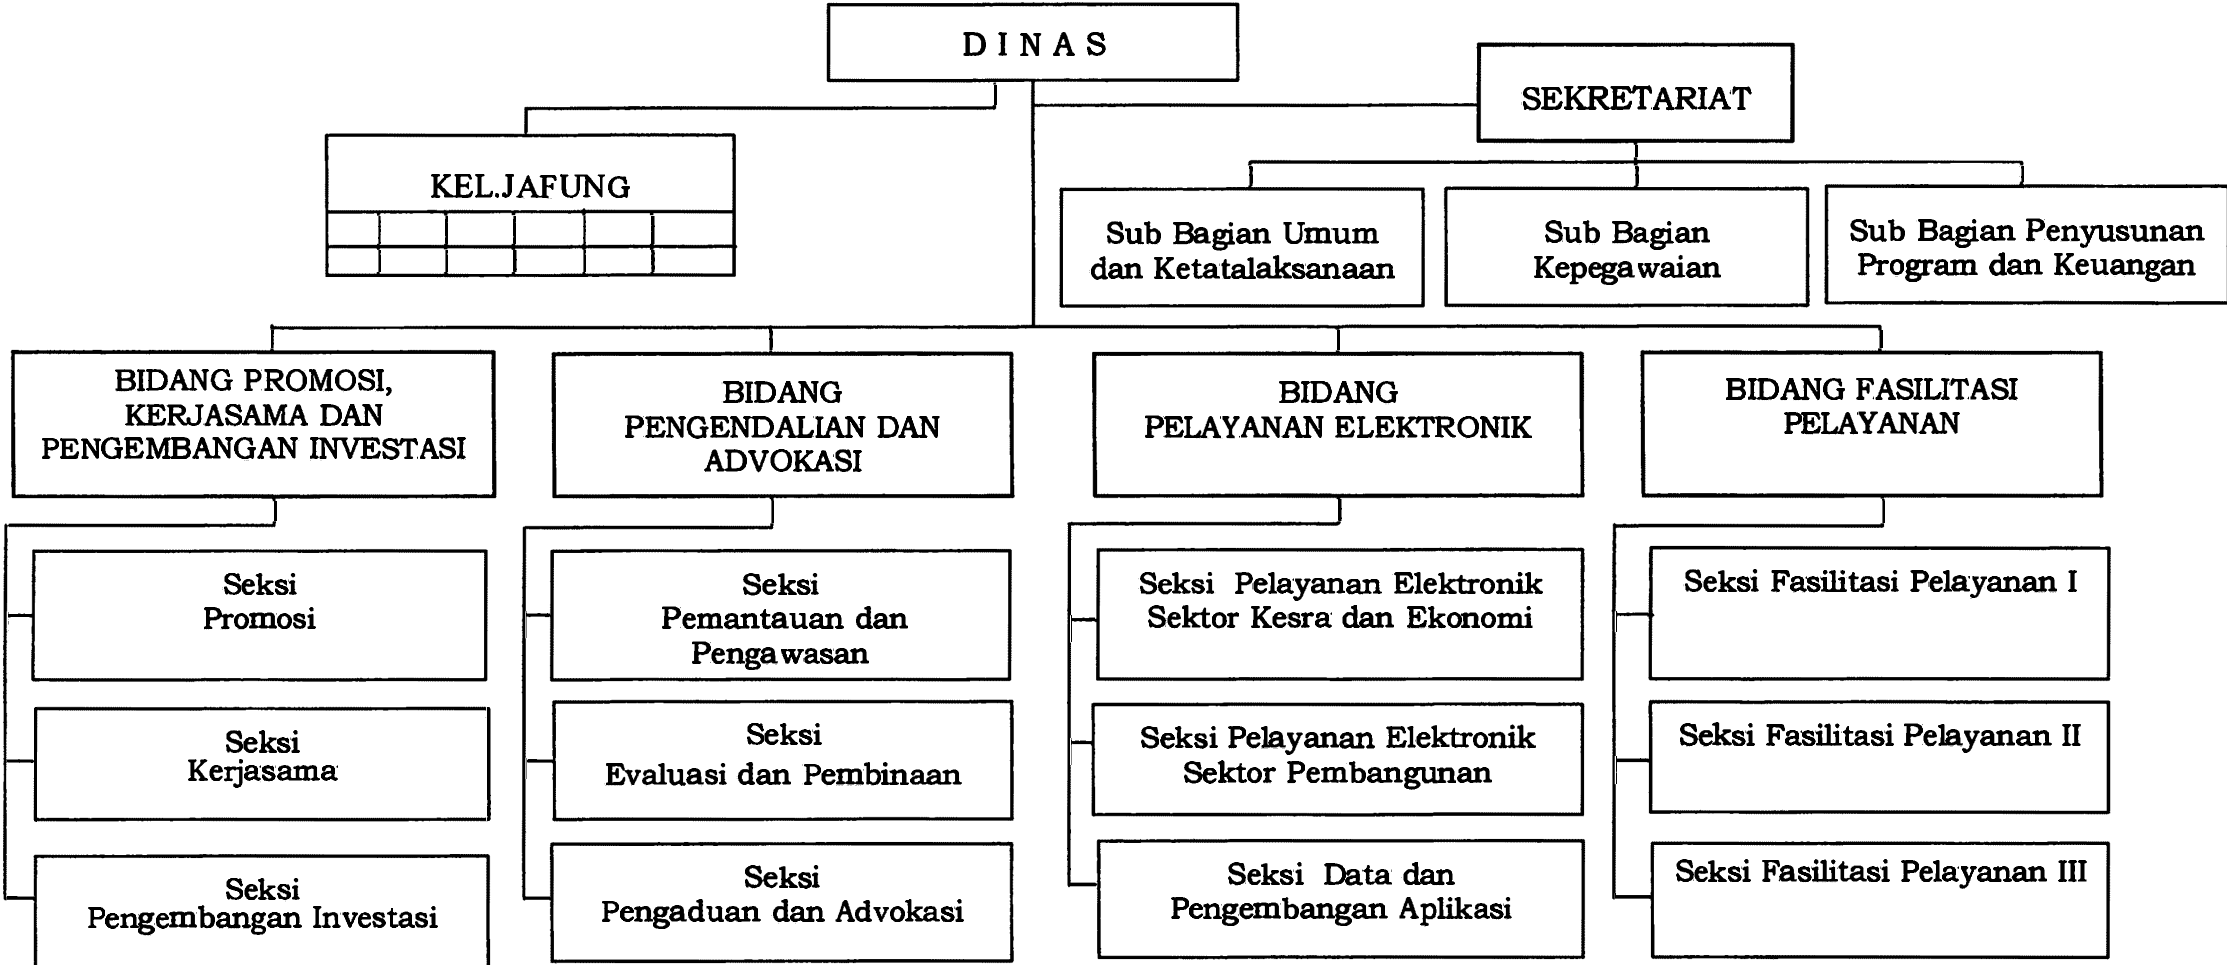 D I N A S
SEKRETARIAT
KEL.JAFUNG
Sub Bagian Umum
dan Ketatalaksanaan
Sub Bagian
Kepegawaian
Sub Bagian Penyusunan
Program dan Keuangan
BIDANG PROMOSI,
KERJASAMA DAN
PENGEMBANGAN INVESTASI
BIDANG
PENGENDALIAN DAN
ADVOKASI
BIDANG
PELAYANAN ELEKTRONIK
BIDANG FASILITASI
PELAYANAN
Seksi
Promosi
Seksi
Kerjasama
Seksi
Pengembangan Investasi
Seksi
Pemantauan dan
Pengawasan
Seksi
Evaluasi dan Pembinaan
Seksi
Pengaduan dan Advokasi
Seksi Pelayanan Elektronik
Sektor Kesra dan Ekonomi
Seksi Pelayanan Elektronik
Sektor Pembangunan
Seksi Data dan
Pengembangan Aplikasi
Seksi Fasilitasi Pelayanan I
Seksi Fasilitasi Pelayanan II
Seksi Fasilitasi Pelayanan III